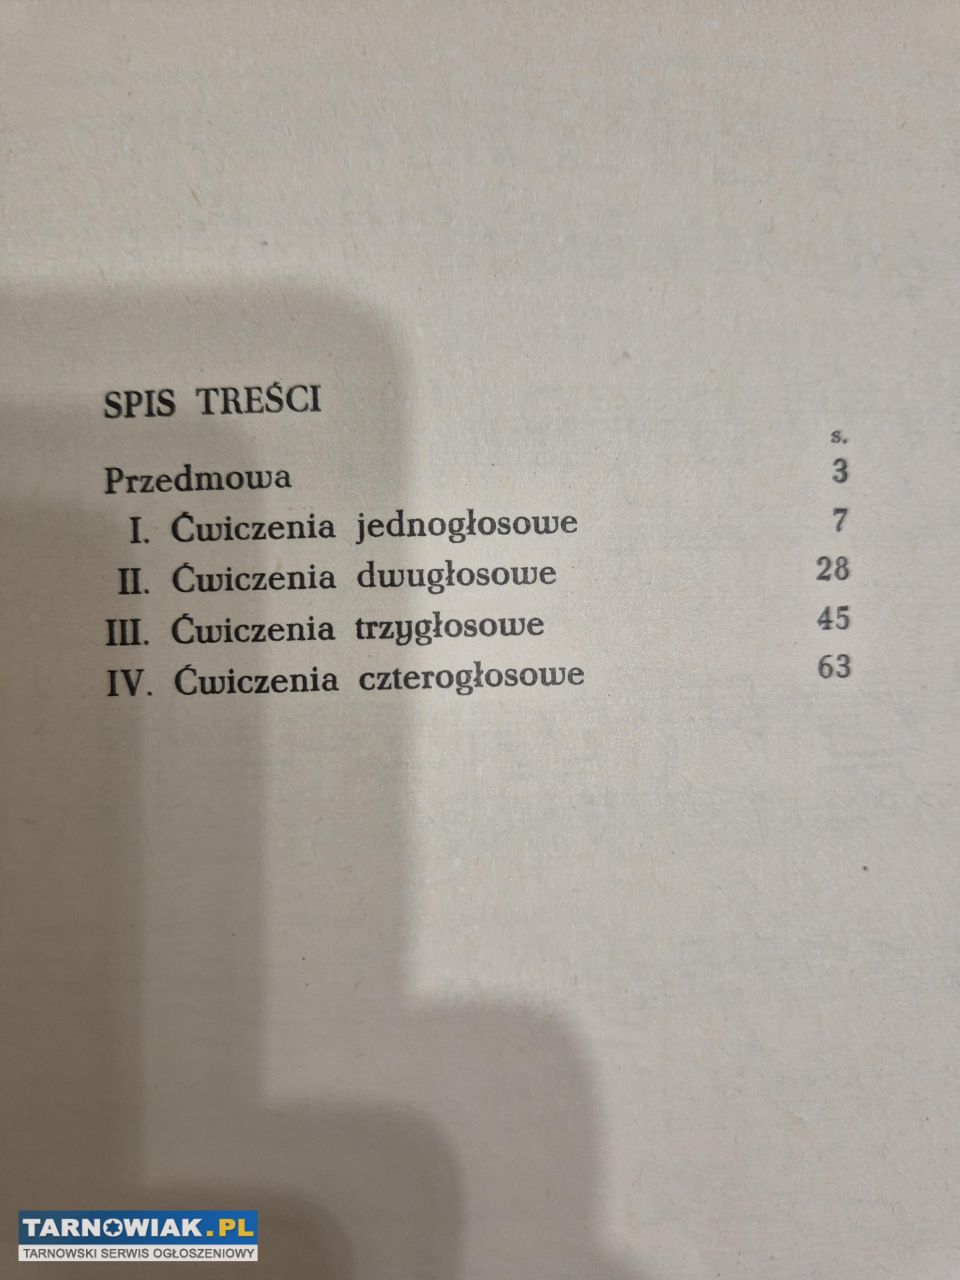 SPIS TREŚCI
s.
Przedmowa 3
I. Ćwiczenia jednogłosowe 7
II. Ćwiczenia dwugłosowe 28
III. Ćwiczenia trzygłosowe 45
IV. Ćwiczenia czterogłosowe 63
TARNOWIAK.PL
TARNOWSKI SERWIS OGŁOSZENIOWY